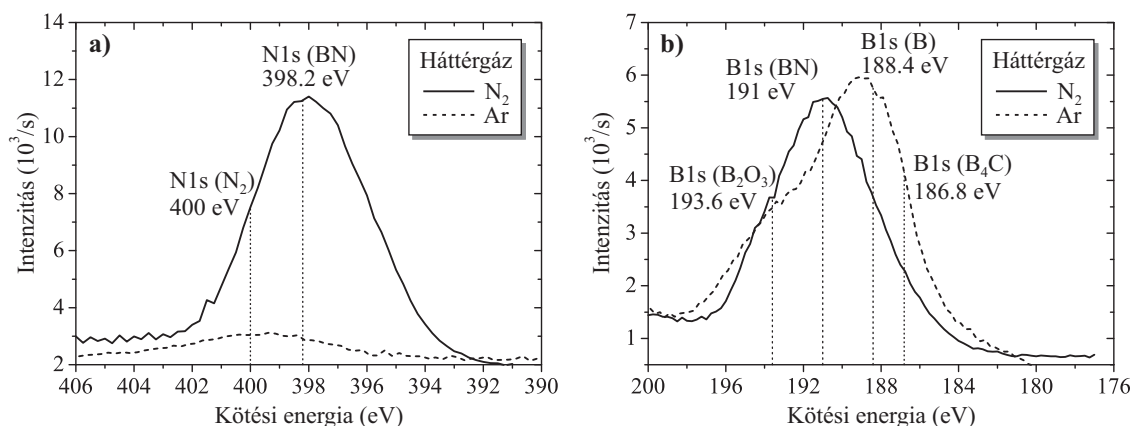 a)
N1s (BN)
398.2 eV
Háttérgáz
N₂
Ar
N1s (N₂)
400 eV
Intenzitás (10³/s)
14
12
10
8
6
4
2
406 404 402 400 398 396 394 392 390
Kötési energia (eV)
b)
B1s (B)
188.4 eV
Háttérgáz
N₂
Ar
B1s (BN)
191 eV
B1s (B₂O₃)
193.6 eV
B1s (B₄C)
186.8 eV
Intenzitás (10³/s)
7
6
5
4
3
2
1
200 196 192 188 184 180 176
Kötési energia (eV)